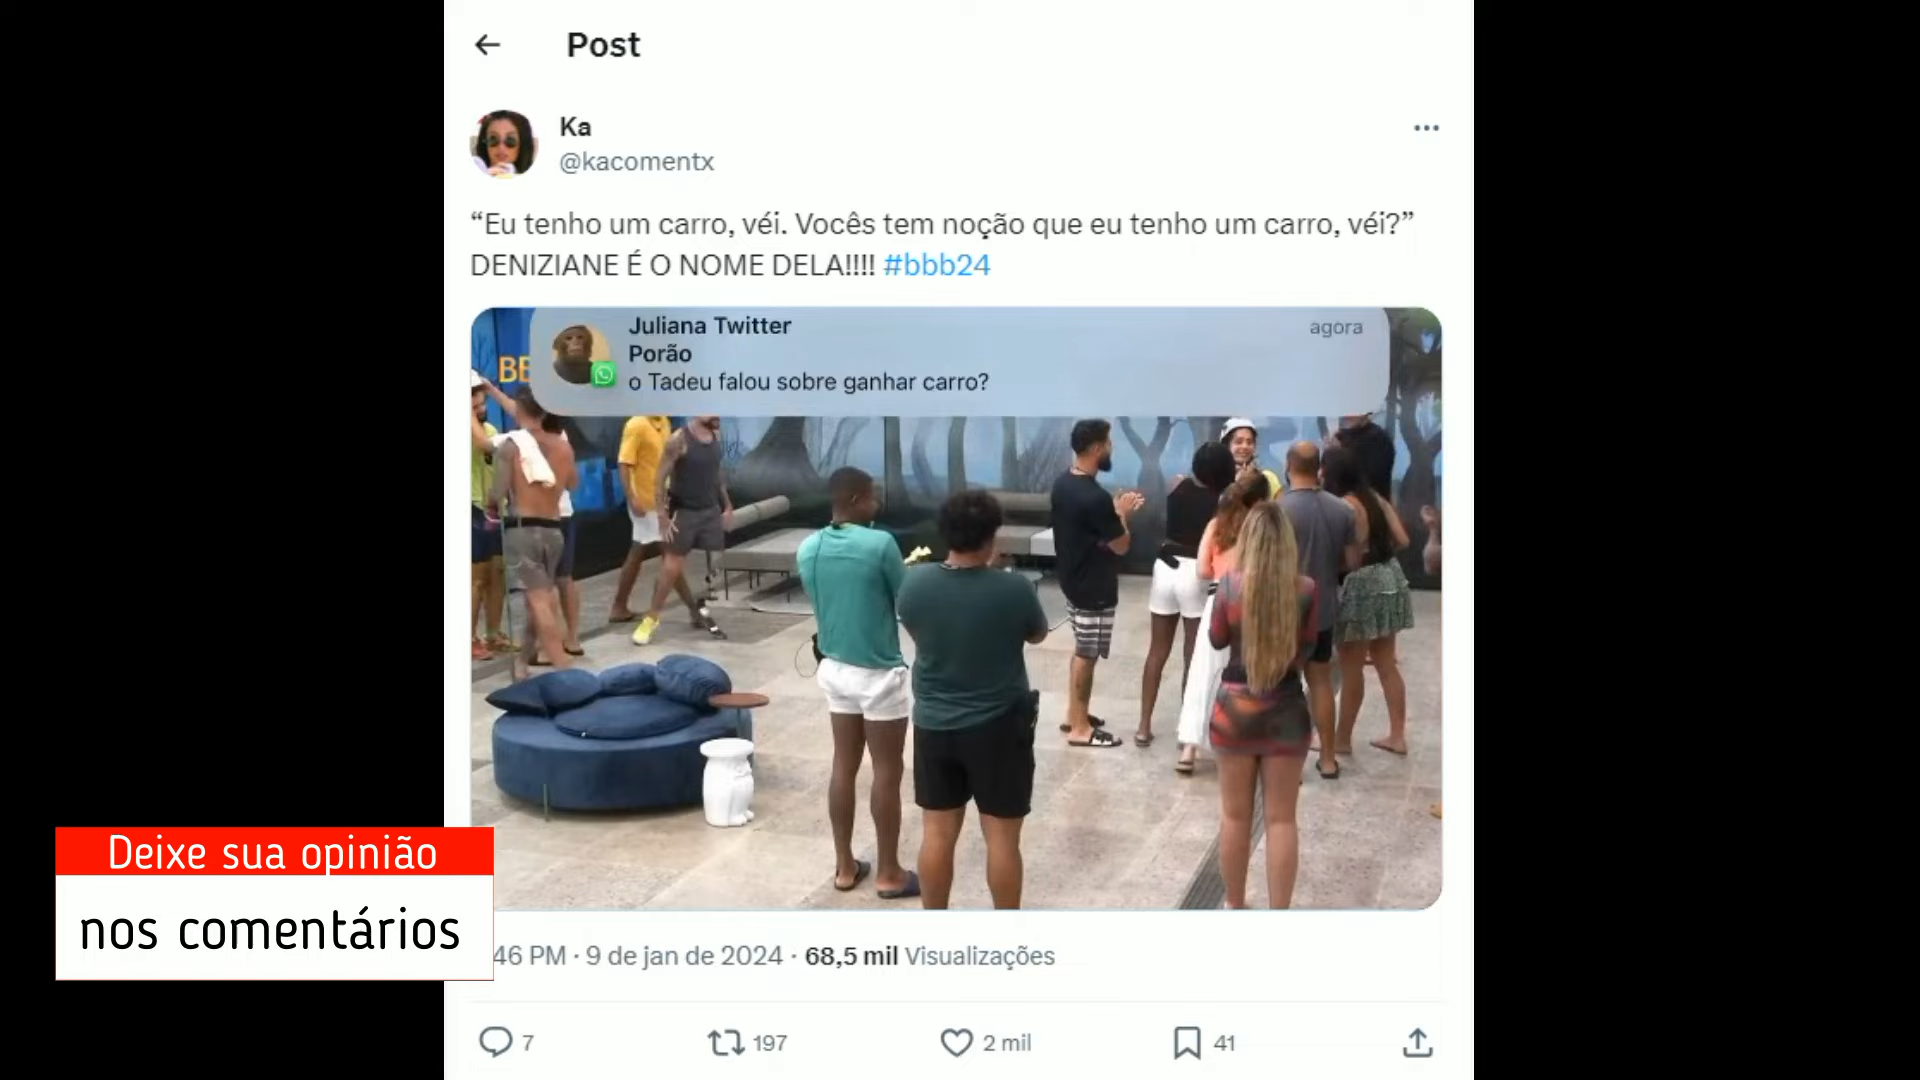 Post
Ka
@kacomentx
“Eu tenho um carro, véi. Vocês tem noção que eu tenho um carro, véi?”
DENIZIANE É O NOME DELA!!!! #bbb24
Juliana Twitter
agora
Porão
o Tadeu falou sobre ganhar carro?
BE
Deixe sua opinião
nos comentários
46 PM · 9 de jan de 2024 · 68,5 mil Visualizações
7
197
2 mil
41